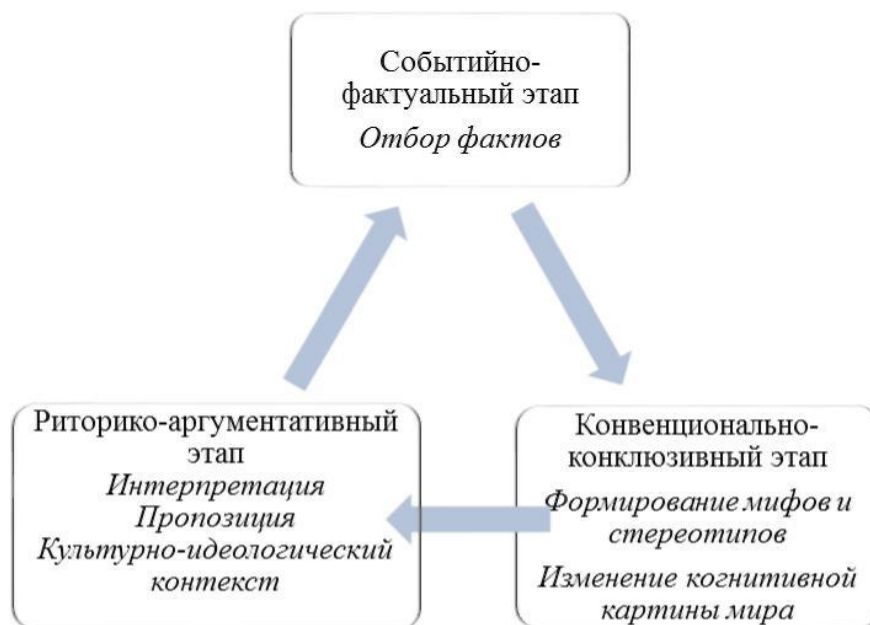 Событийно-
фактуальный этап
Отбор фактов
Риторико-аргументативный
этап
Интерпретация
Пропозиция
Культурно-идеологический
контекст
Конвенционально-
конклюзивный этап
Формирование мифов и
стереотипов
Изменение когнитивной
картины мира